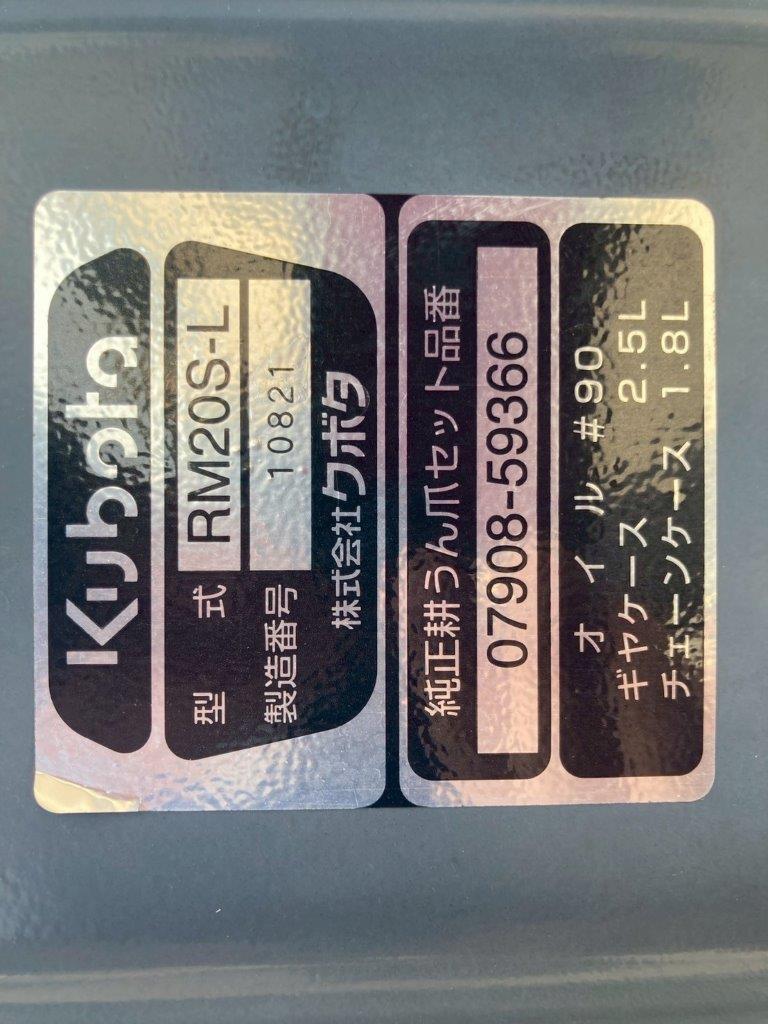 Kubota
型 式 RM20S-L
製造番号 10821
株式会社クボタ
純正耕うん爪セット品番
07908-59366
オイル #90
ギヤケース 2.5L
チェーンケース 1.8L